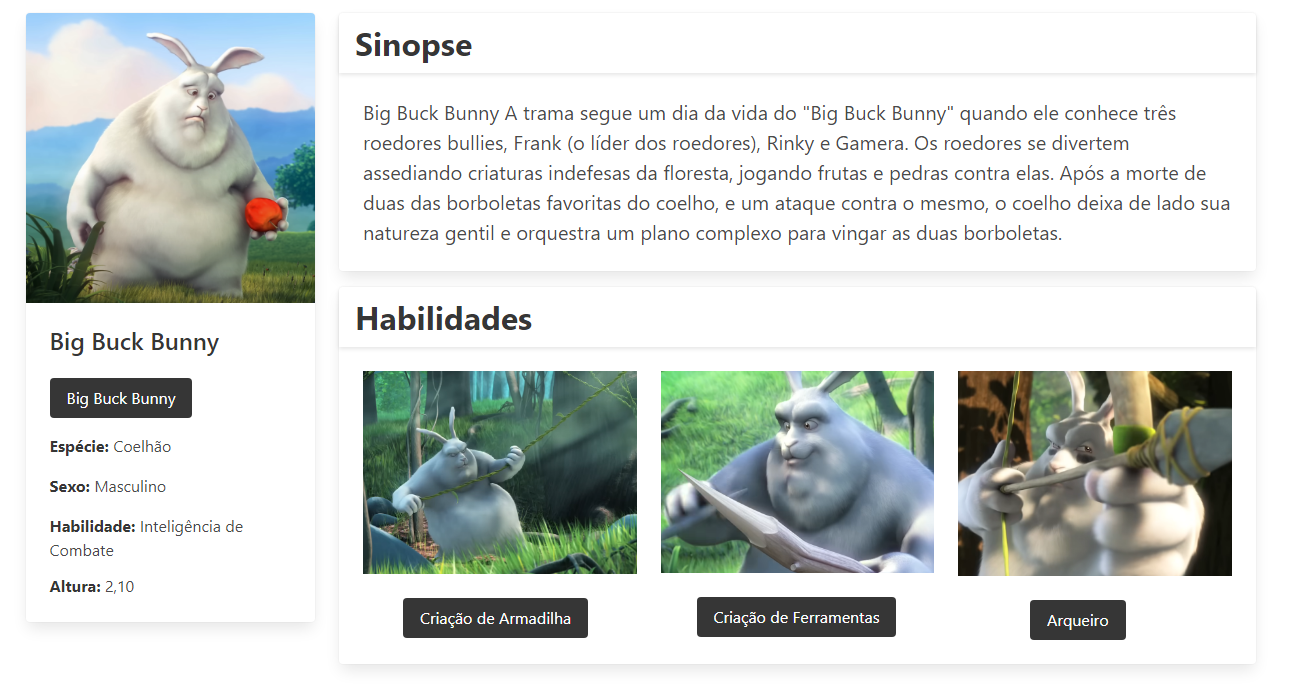 Big Buck Bunny
Big Buck Bunny
Espécie: Coelhão
Sexo: Masculino
Habilidade: Inteligência de
Combate
Altura: 2,10
Sinopse
Big Buck Bunny A trama segue um dia da vida do "Big Buck Bunny" quando ele conhece três
roedores bullies, Frank (o líder dos roedores), Rinky e Gamera. Os roedores se divertem
assediando criaturas indefesas da floresta, jogando frutas e pedras contra elas. Após a morte de
duas das borboletas favoritas do coelho, e um ataque contra o mesmo, o coelho deixa de lado sua
natureza gentil e orquestra um plano complexo para vingar as duas borboletas.
Habilidades
Criação de Armadilha
Criação de Ferramentas
Arqueiro